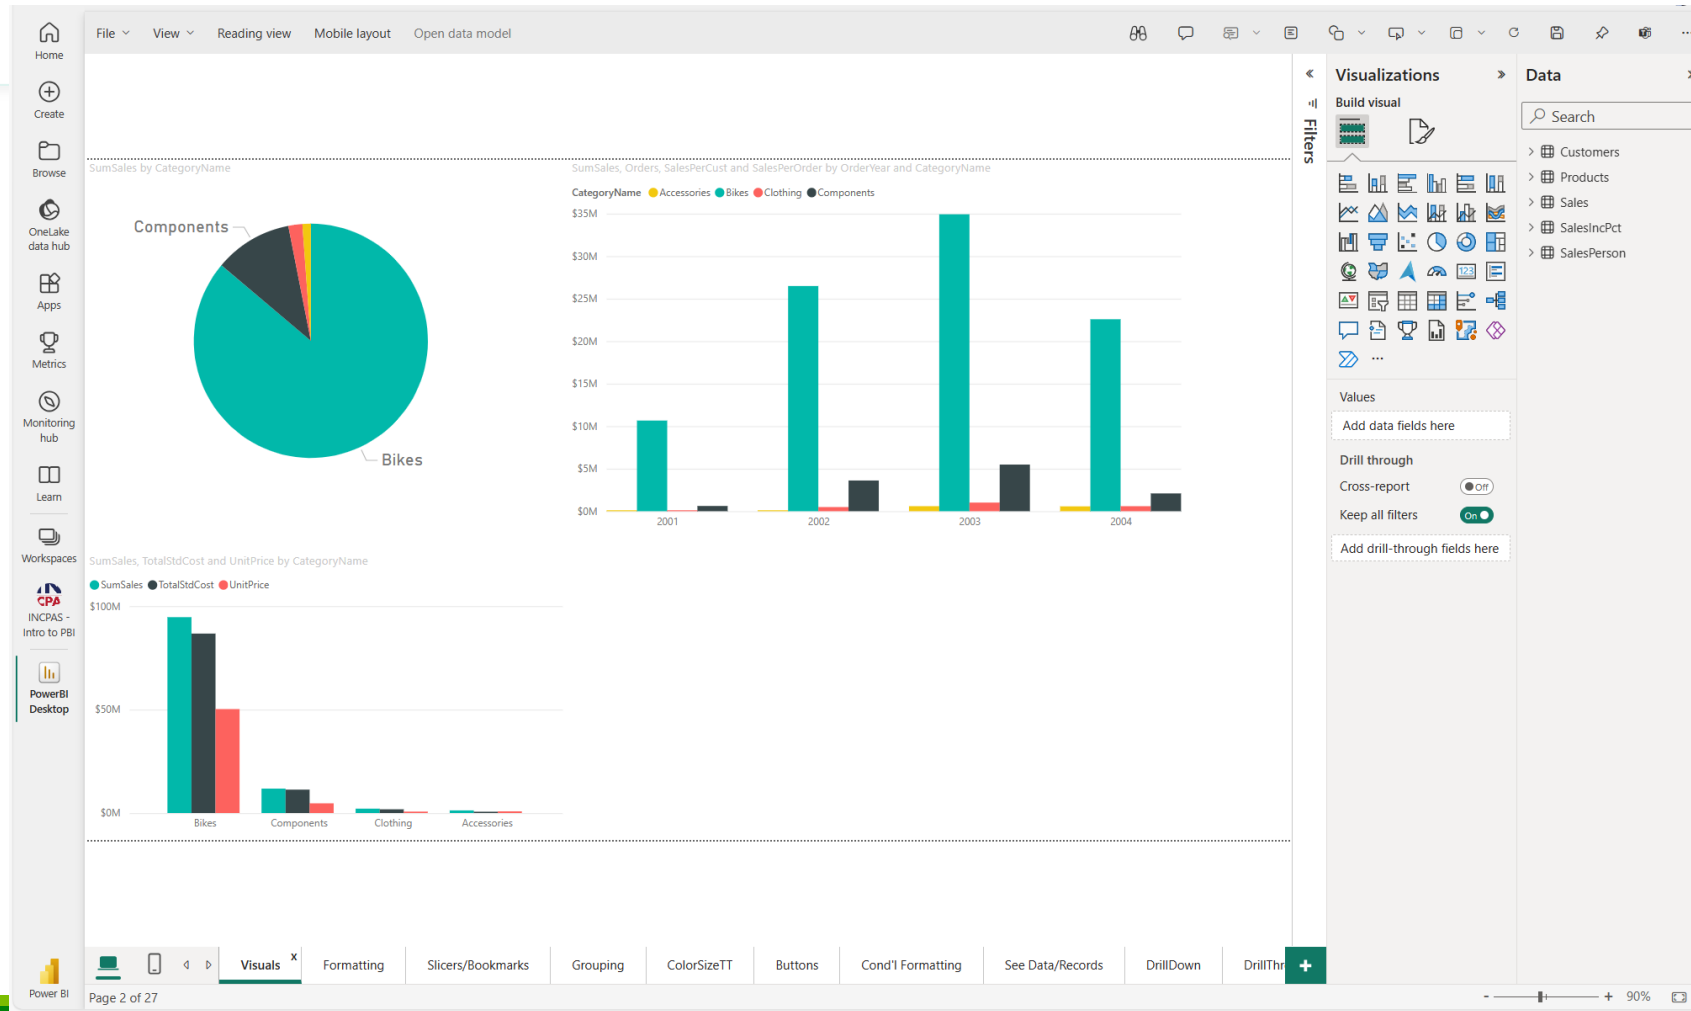 File View Reading view Mobile layout Open data model
Home
Create
Browse
OneLake
data hub
Apps
Metrics
Monitoring
hub
Learn
Workspaces
CPA
INCPAS -
Intro to PBI
PowerBI
Desktop
Power BI
SumSales by CategoryName
Components
Bikes
SumSales, Orders, SalesPerCust and SalesPerOrder by OrderYear and CategoryName
CategoryName Accessories Bikes Clothing Components
$35M
$30M
$25M
$20M
$15M
$10M
$5M
$0M
2001 2002 2003 2004
SumSales, TotalStdCost and UnitPrice by CategoryName
SumSales TotalStdCost UnitPrice
$100M
$50M
$0M
Bikes Components Clothing Accessories
Filters
Visualizations
Build visual
123
Values
Add data fields here
Drill through
Cross-report Off
Keep all filters On
Add drill-through fields here
Data
Search
Customers
Products
Sales
SalesIncPct
SalesPerson
Visuals x Formatting Slicers/Bookmarks Grouping ColorSizeTT Buttons Cond'l Formatting See Data/Records DrillDown DrillThr +
Page 2 of 27
- + 90%